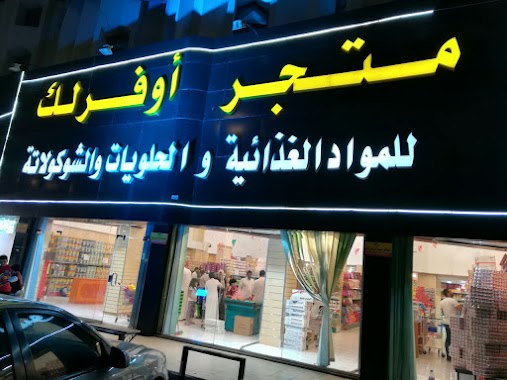 متجر أوفرلك
للمواد الغذائية و الحلويات والشوكولاتة